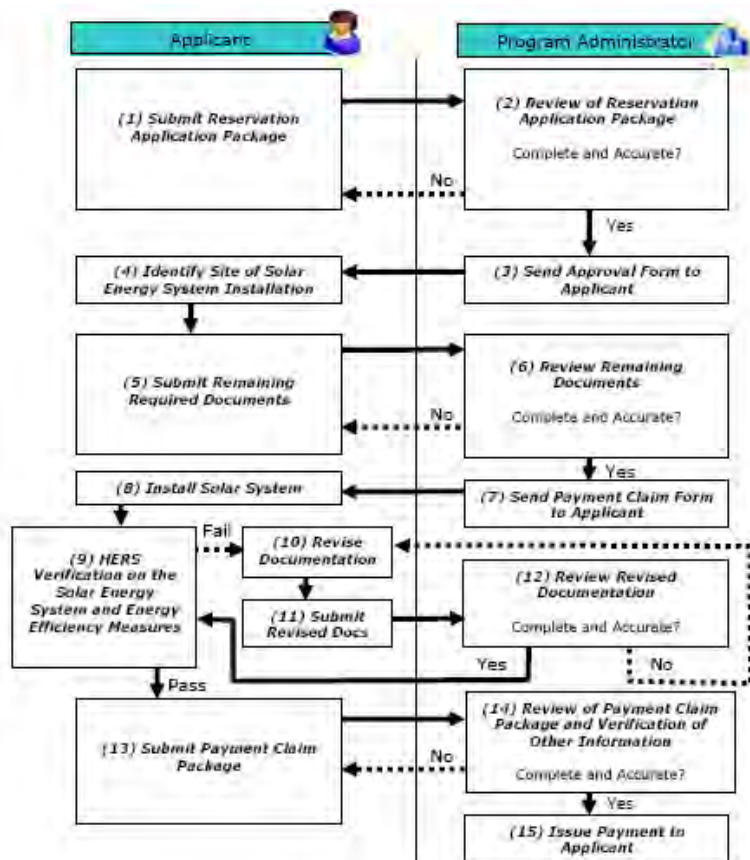 Applicant
Program Administrator
(1) Submit Reservation
Application Package
(2) Review of Reservation
Application Package
Complete and Accurate?
No
Yes
(4) Identify Site of Solar
Energy System Installation
(3) Send Approval Form to
Applicant
(5) Submit Remaining
Required Documents
(6) Review Remaining
Documents
Complete and Accurate?
No
Yes
(8) Install Solar System
(7) Send Payment Claim Form
to Applicant
(9) HERS
Verification on the
Solar Energy
System and Energy
Efficiency Measures
Fail
(10) Revise
Documentation
(11) Submit
Revised Docs
(12) Review Revised
Documentation
Complete and Accurate?
Yes
No
Pass
(13) Submit Payment Claim
Package
(14) Review of Payment Claim
Package and Verification of
Other Information
Complete and Accurate?
No
Yes
(15) Issue Payment to
Applicant